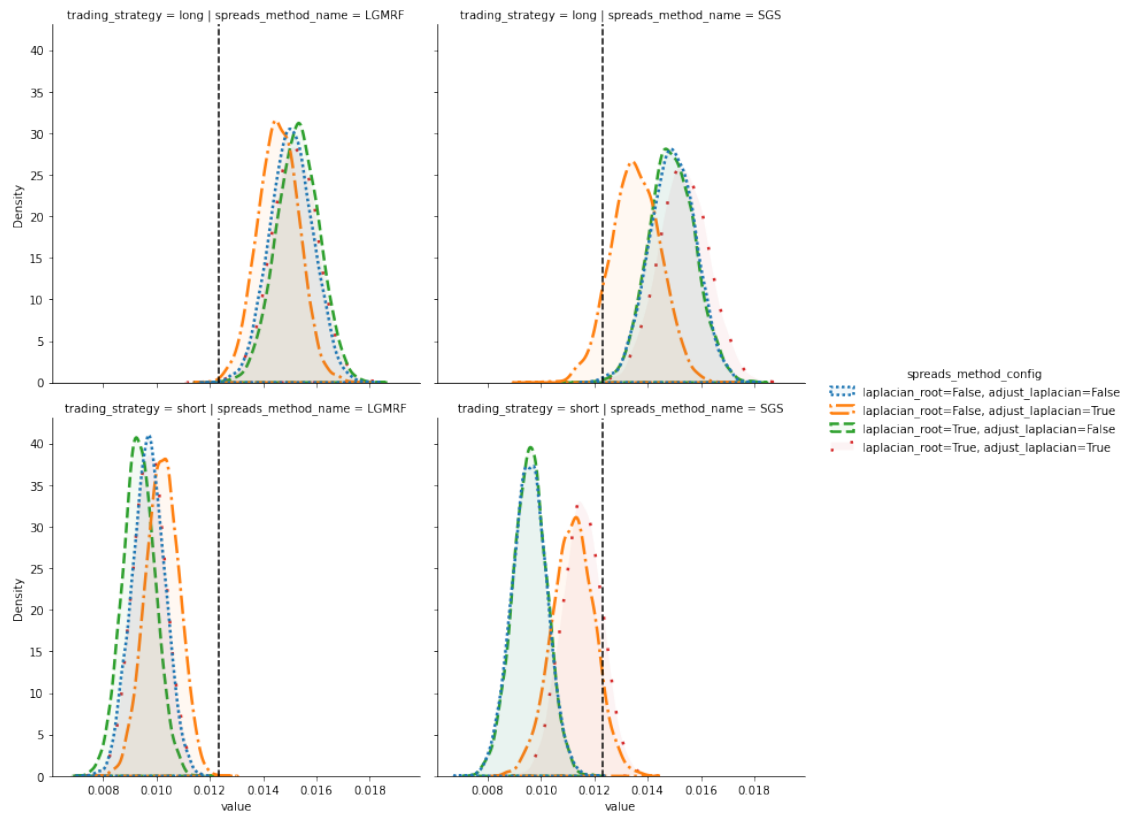 trading_strategy = long | spreads_method_name = LGMRF
trading_strategy = long | spreads_method_name = SGS
40
35
30
25
20
15
10
5
0
Density
spreads_method_config
laplacian_root=False, adjust_laplacian=False
laplacian_root=False, adjust_laplacian=True
laplacian_root=True, adjust_laplacian=False
laplacian_root=True, adjust_laplacian=True
trading_strategy = short | spreads_method_name = LGMRF
trading_strategy = short | spreads_method_name = SGS
40
35
30
25
20
15
10
5
0
Density
0.008 0.010 0.012 0.014 0.016 0.018
value
0.008 0.010 0.012 0.014 0.016 0.018
value